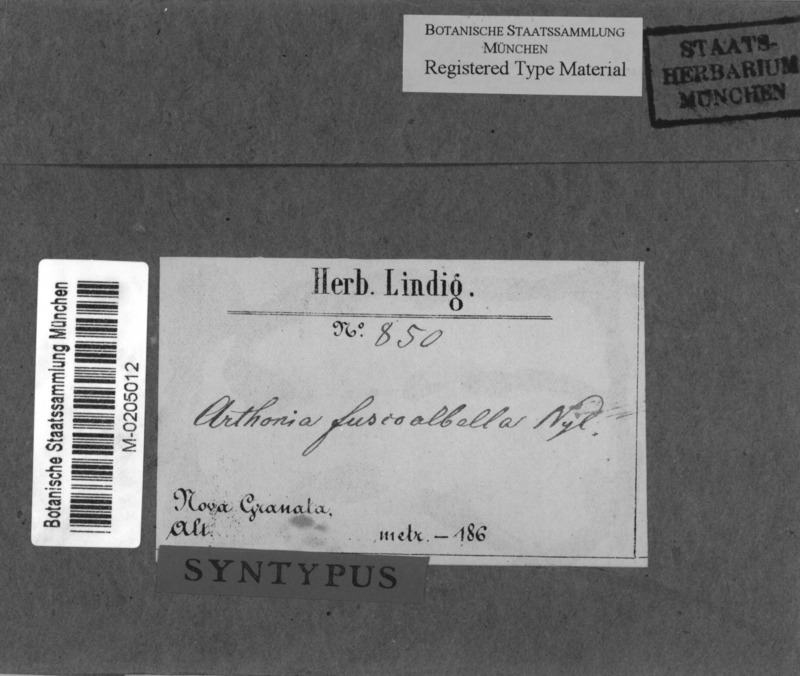 BOTANISCHE STAATSSAMMLUNG
MÜNCHEN
Registered Type Material
STAATS-
HERBARIUM
MÜNCHEN
Botanische Staatssammlung München
M-0205012
Herb. Lindig.
No. 850
Arthonia fuscoalbella Nyl.
Nova Granata.
Alt. metr. — 186
SYNTYPUS